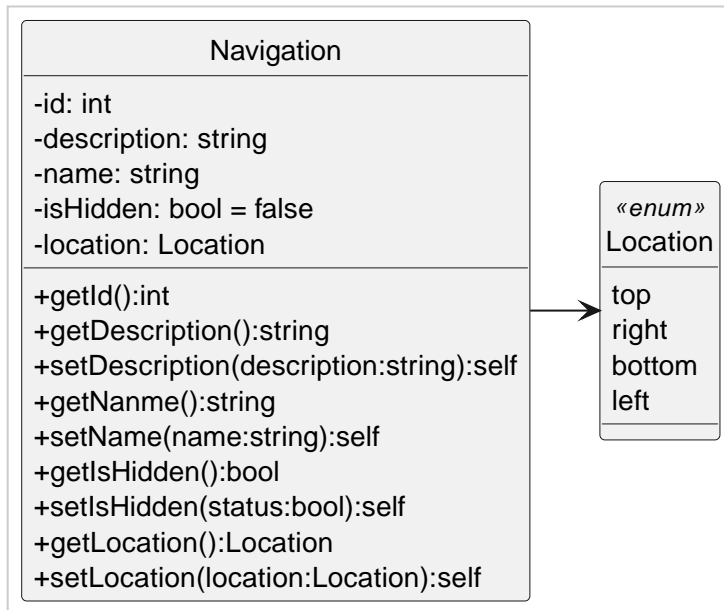 Navigation
-id: int
-description: string
-name: string
-isHidden: bool = false
-location: Location
+getId():int
+getDescription():string
+setDescription(description:string):self
+getNanme():string
+setName(name:string):self
+getIsHidden():bool
+setIsHidden(status:bool):self
+getLocation():Location
+setLocation(location:Location):self
«enum»
Location
top
right
bottom
left